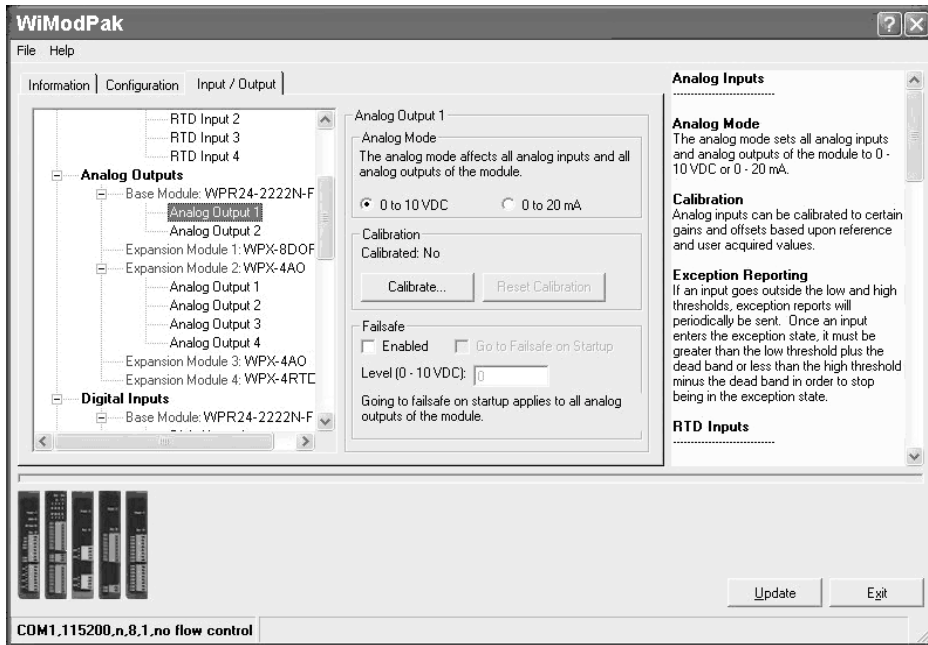 WiModPak
File Help
Information Configuration Input / Output
RTD Input 2
RTD Input 3
RTD Input 4
Analog Outputs
Base Module: WPR24-2222N-F
Analog Output 1
Analog Output 2
Expansion Module 1: WPX-8DOF
Expansion Module 2: WPX-4AO
Analog Output 1
Analog Output 2
Analog Output 3
Analog Output 4
Expansion Module 3: WPX-4AO
Expansion Module 4: WPX-4RTD
Digital Inputs
Base Module: WPR24-2222N-F
Analog Output 1
Analog Mode
The analog mode affects all analog inputs and all
analog outputs of the module.
0 to 10 VDC 0 to 20 mA
Calibration
Calibrated: No
Calibrate... Reset Calibration
Failsafe
Enabled Go to Failsafe on Startup
Level (0 - 10 VDC): 0
Going to failsafe on startup applies to all analog
outputs of the module.
Analog Inputs
----------------------
Analog Mode
The analog mode sets all analog inputs
and analog outputs of the module to 0 -
10 VDC or 0 - 20 mA.
Calibration
Analog inputs can be calibrated to certain
gains and offsets based upon reference
and user acquired values.
Exception Reporting
If an input goes outside the low and high
thresholds, exception reports will
periodically be sent. Once an input
enters the exception state, it must be
greater than the low threshold plus the
dead band or less than the high threshold
minus the dead band in order to stop
being in the exception state.
RTD Inputs
----------------------
Update Exit
COM1,115200,n,8,1,no flow control